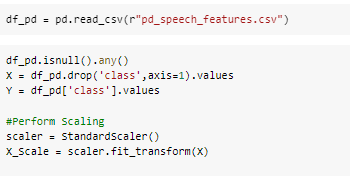 df_pd = pd.read_csv(r"pd_speech_features.csv")
df_pd.isnull().any()
X = df_pd.drop('class',axis=1).values
Y = df_pd['class'].values
#Perform Scaling
scaler = StandardScaler()
X_Scale = scaler.fit_transform(X)